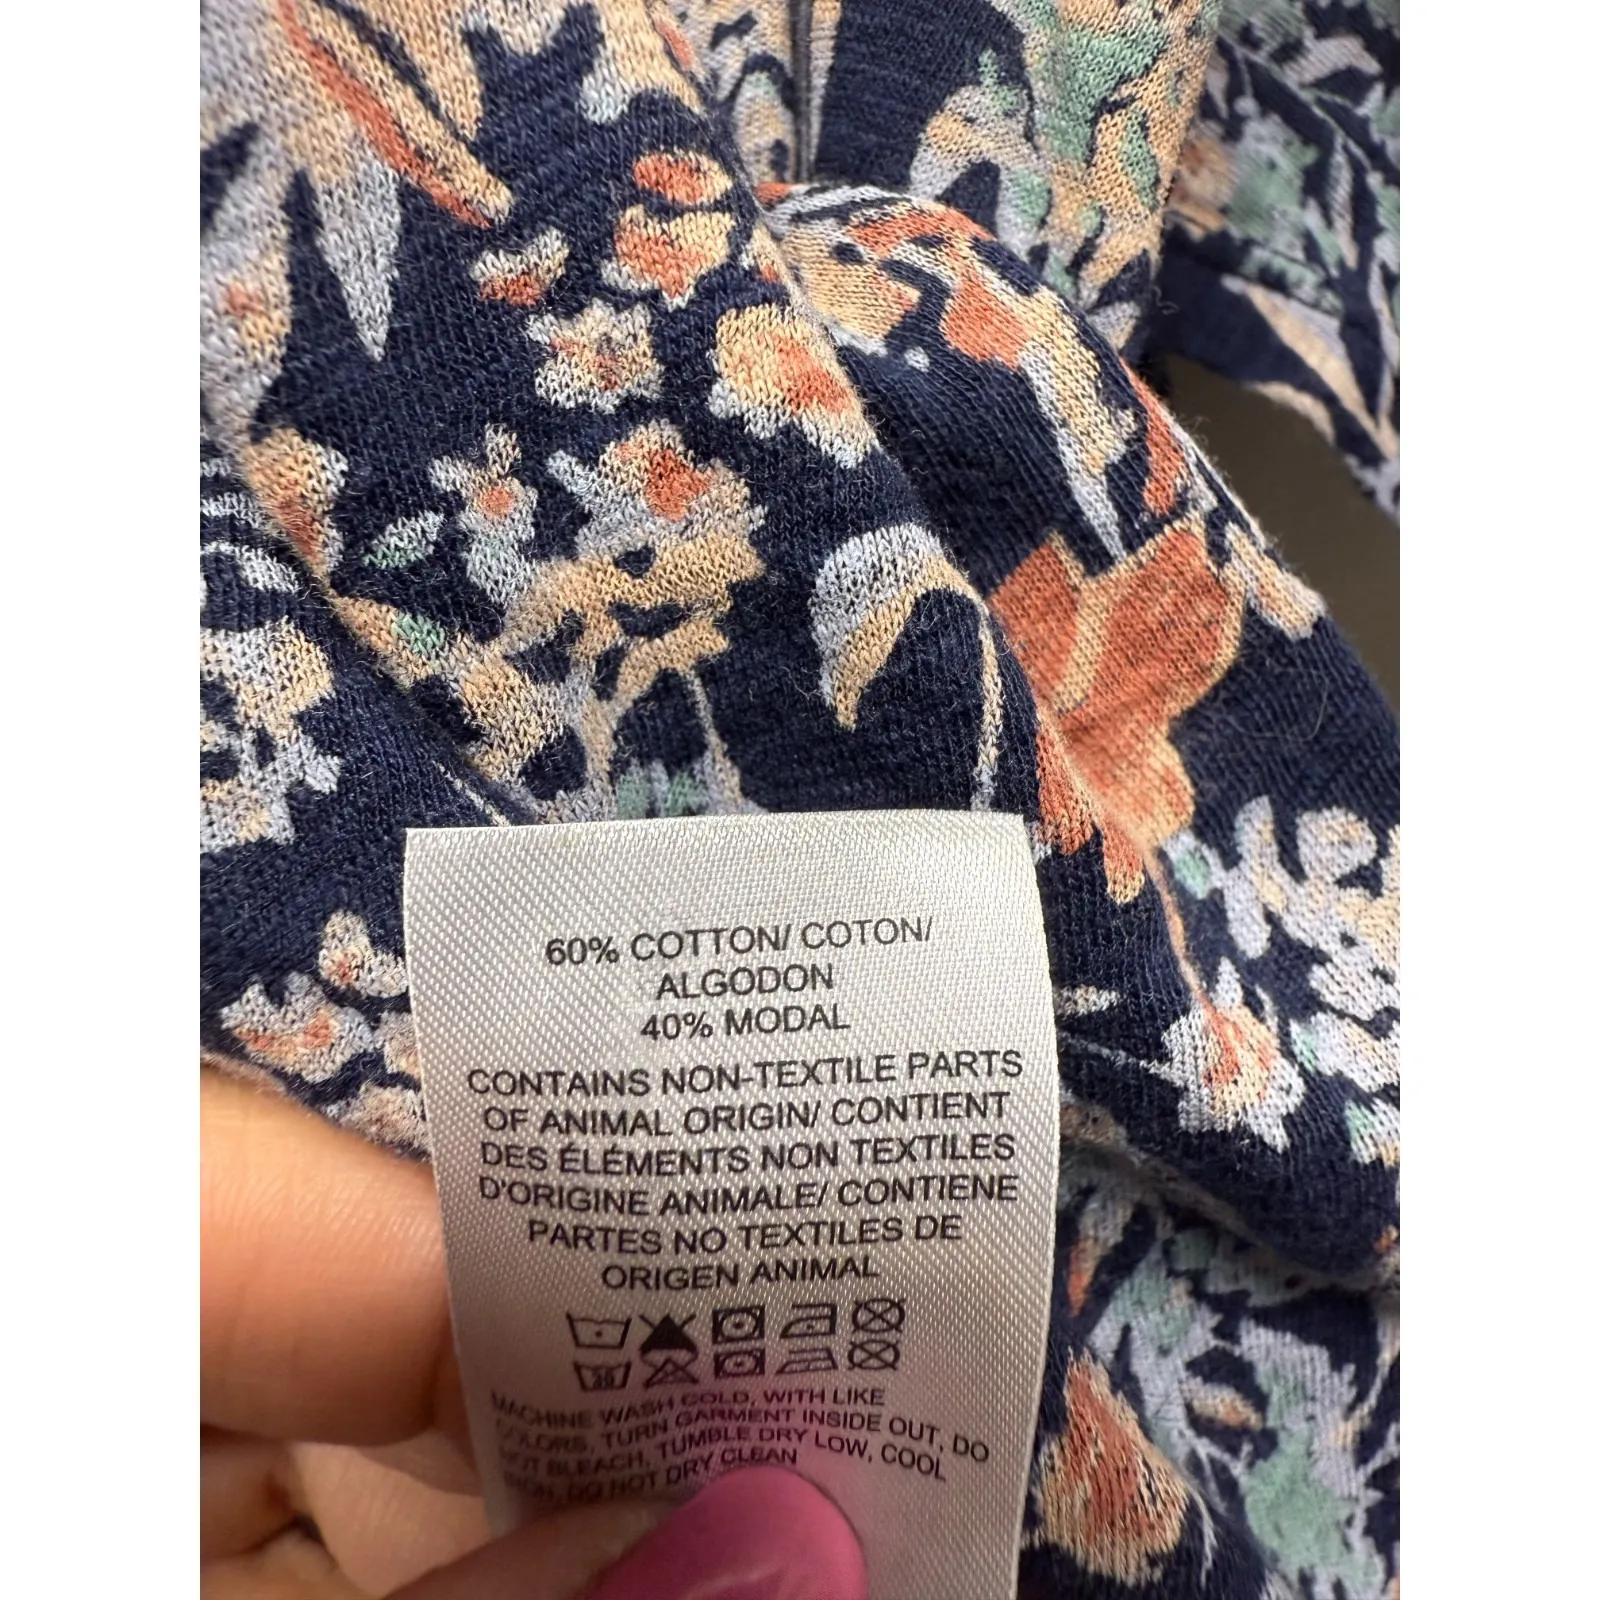 60% COTTON/ COTON/
ALGODON
40% MODAL
CONTAINS NON-TEXTILE PARTS
OF ANIMAL ORIGIN/ CONTIENT
DES ÉLÉMENTS NON TEXTILES
D'ORIGINE ANIMALE/ CONTIENE
PARTES NO TEXTILES DE
ORIGEN ANIMAL
30
MACHINE WASH COLD, WITH LIKE
COLORS, TURN GARMENT INSIDE OUT, DO
NOT BLEACH, TUMBLE DRY LOW, COOL
DO NOT DRY CLEAN